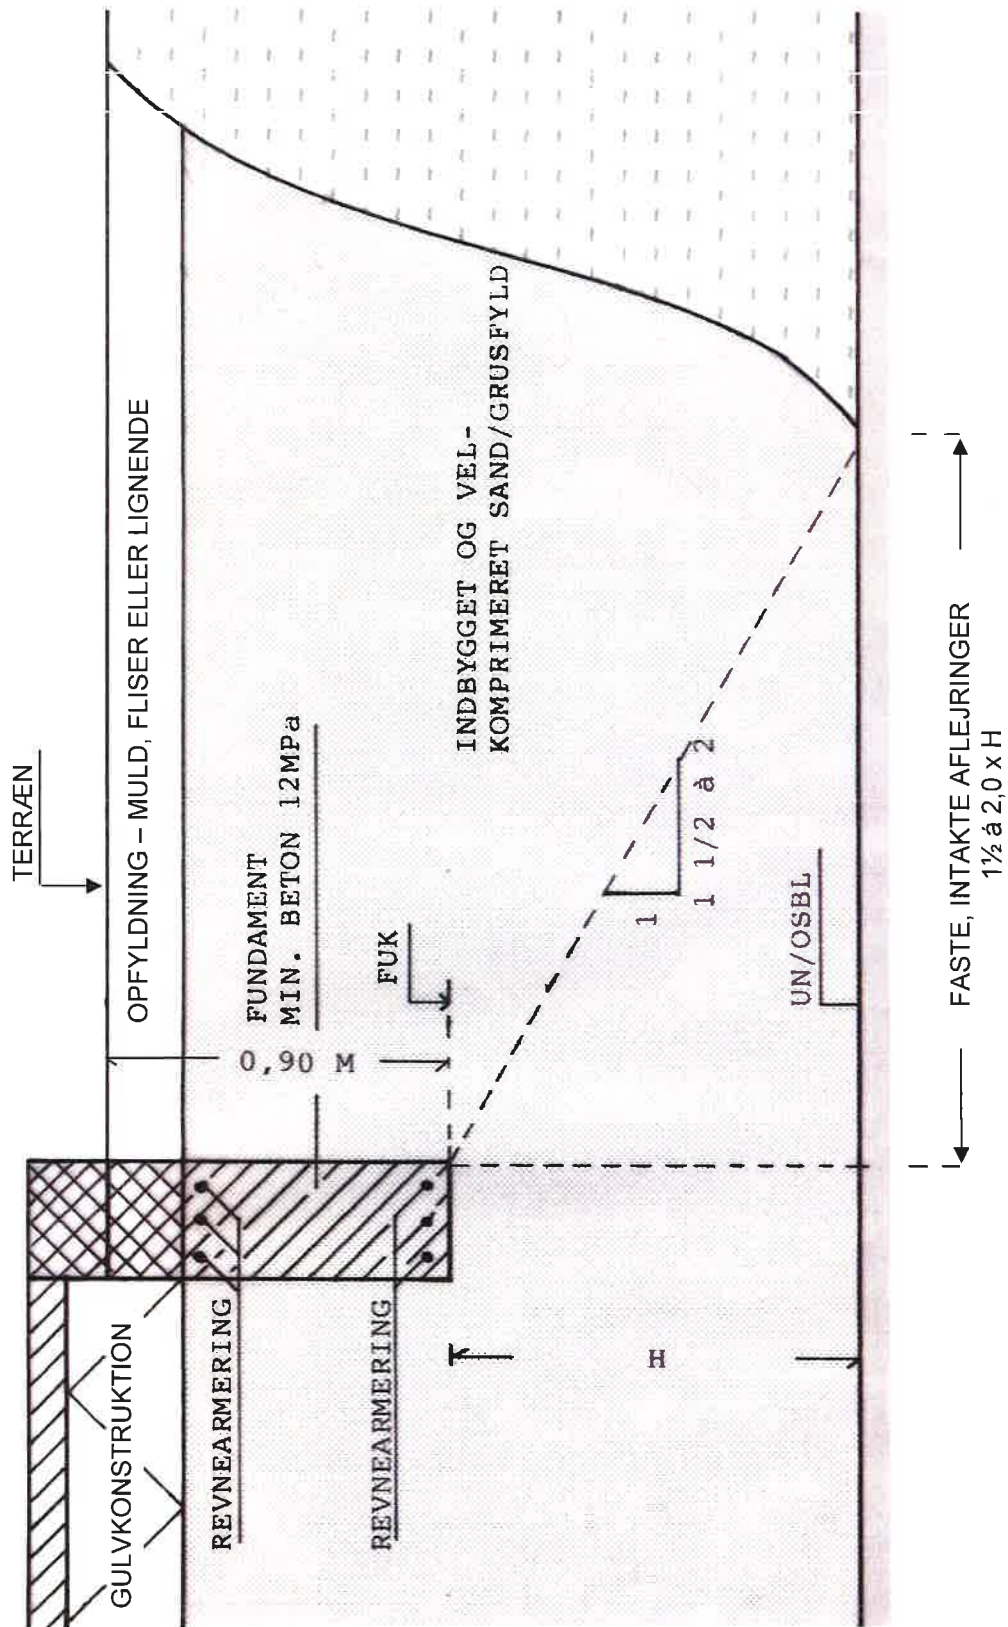 TERRÆN
OPFYLDNING – MULD, FLISER ELLER LIGNENDE
GULVKONSTRUKTION
FUNDAMENT
MIN. BETON 12MPa
0,90 M
REVNEARMERING
FUK
REVNEARMERING
INDBYGGET OG VEL-
KOMPRIMERET SAND/GRUSFYLD
1
1 1/2 à 2
H
UN/OSBL
FASTE, INTAKTE AFLEJRINGER
1½ á 2,0 x H